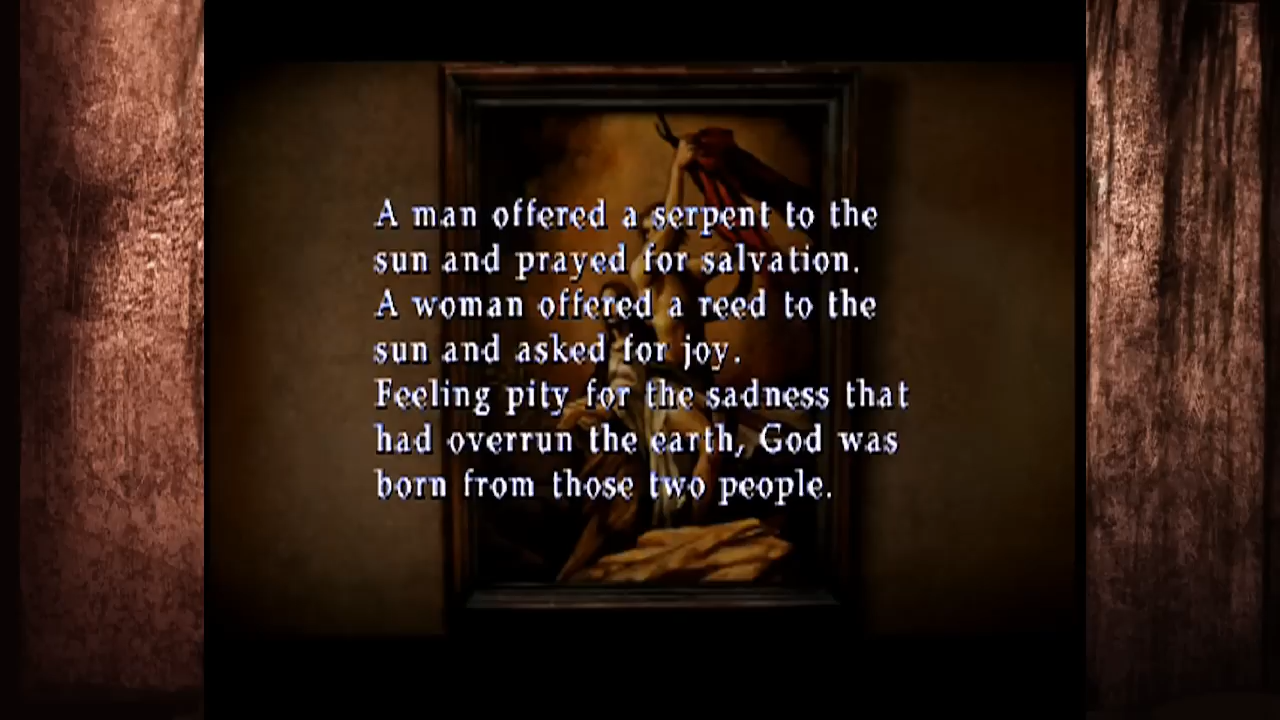 A man offered a serpent to the
sun and prayed for salvation.
A woman offered a reed to the
sun and asked for joy.
Feeling pity for the sadness that
had overrun the earth, God was
born from those two people.